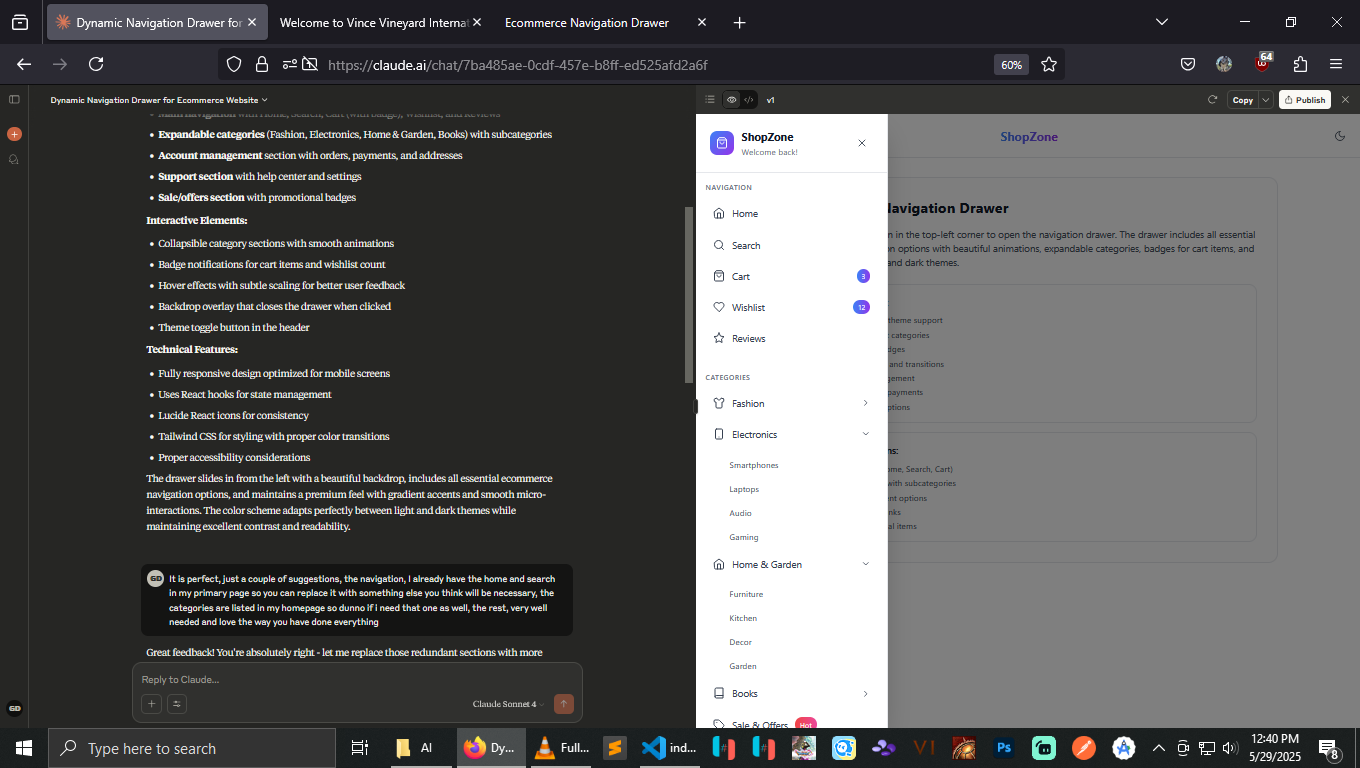 Dynamic Navigation Drawer for
Welcome to Vince Vineyard Internat
Ecommerce Navigation Drawer
https://claude.ai/chat/7ba485ae-0cdf-457e-b8ff-ed525afd2a6f
60%
64
Dynamic Navigation Drawer for Ecommerce Website
Main navigation with Home, Search, Cart (with badge), Wishlist, and Reviews
• Expandable categories (Fashion, Electronics, Home & Garden, Books) with subcategories
• Account management section with orders, payments, and addresses
• Support section with help center and settings
• Sale/offers section with promotional badges
Interactive Elements:
• Collapsible category sections with smooth animations
• Badge notifications for cart items and wishlist count
• Hover effects with subtle scaling for better user feedback
• Backdrop overlay that closes the drawer when clicked
• Theme toggle button in the header
Technical Features:
• Fully responsive design optimized for mobile screens
• Uses React hooks for state management
• Lucide React icons for consistency
• Tailwind CSS for styling with proper color transitions
• Proper accessibility considerations
The drawer slides in from the left with a beautiful backdrop, includes all essential ecommerce
navigation options, and maintains a premium feel with gradient accents and smooth micro-
interactions. The color scheme adapts perfectly between light and dark themes while
maintaining excellent contrast and readability.
GD
It is perfect, just a couple of suggestions, the navigation, I already have the home and search
in my primary page so you can replace it with something else you think will be necessary, the
categories are listed in my homepage so dunno if i need that one as well, the rest, very well
needed and love the way you have done everything
Great feedback! You're absolutely right - let me replace those redundant sections with more
Reply to Claude...
Claude Sonnet 4
GD
v1
Copy
Publish
ShopZone
Welcome back!
NAVIGATION
Home
Search
Cart
3
Wishlist
12
Reviews
CATEGORIES
Fashion
Electronics
Smartphones
Laptops
Audio
Gaming
Home & Garden
Furniture
Kitchen
Decor
Garden
Books
Sale & Offers
Hot
ShopZone
Navigation Drawer
n in the top-left corner to open the navigation drawer. The drawer includes all essential
n options with beautiful animations, expandable categories, badges for cart items, and
and dark themes.
:
theme support
t categories
dges
and transitions
gement
payments
ptions
ns:
ome, Search, Cart)
with subcategories
ent options
nks
al items
Type here to search
AI
Dy...
Full...
ind...
V1
Ps
12:40 PM
5/29/2025
8